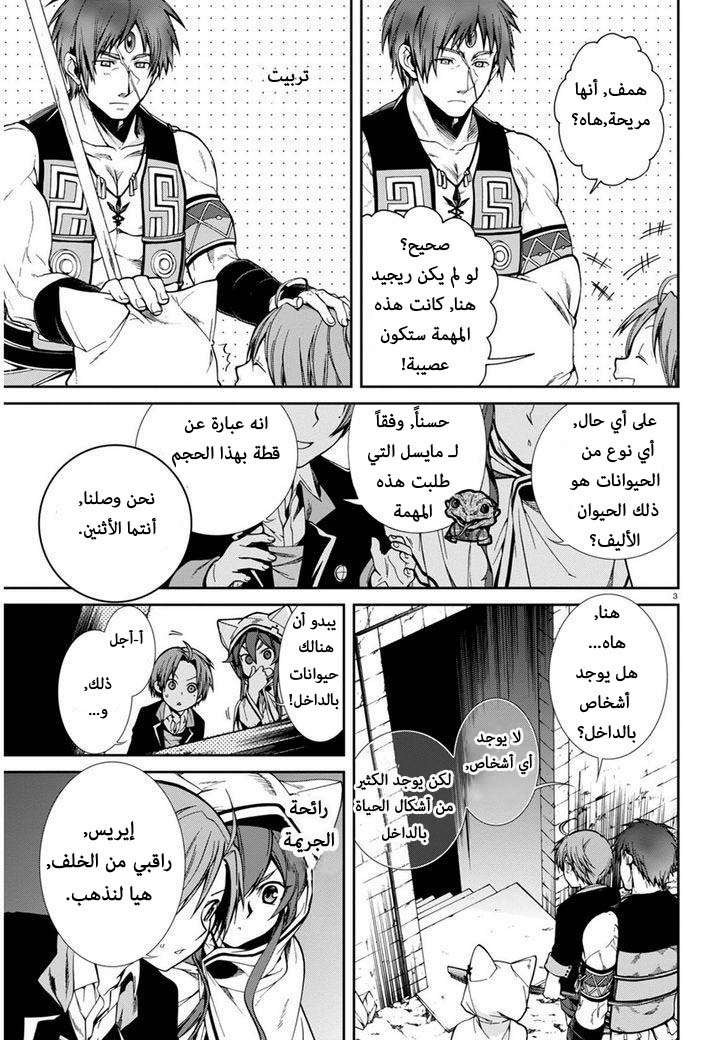 همف, أنها
مريحة,هاه؟
صحيح؟
لو لم يكن ريجيد
هنا, كانت هذه
المهمة ستكون
عصيبة!
تربيت
على أي حال,
أي نوع من
الحيوانات هو
ذلك الحيوان
الأليف؟
حسناً, وفقاً
لـ مايسل التي
طلبت هذه
المهمة
انه عبارة عن
قطة بهذا الحجم
نحن وصلنا,
أنتما الأثنين.
3
هنا,
هاه...
هل يوجد
أشخاص
بالداخل؟
لا يوجد
أي أشخاص,
لكن يوجد الكثير
من أشكال الحياة
بالداخل
يبدو أن
هنالك
حيوانات
بالداخل!
أ-أجل
ذلك,
و...
رائحة
الجريمة
إيريس,
راقبي من الخلف,
هيا لنذهب.